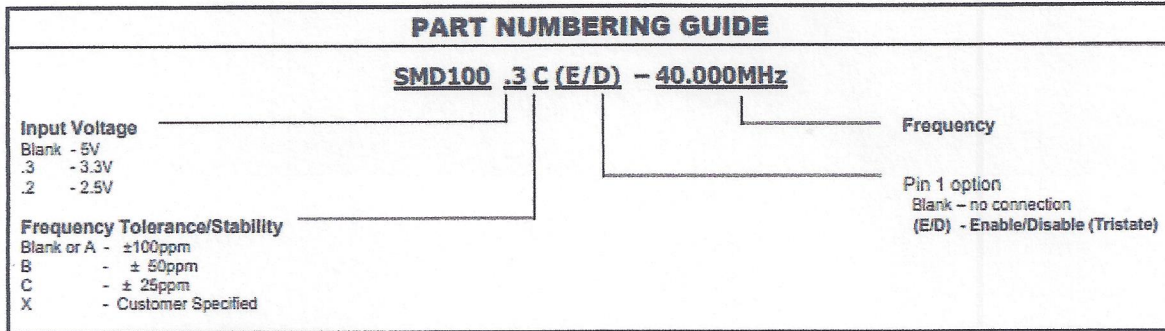 PART NUMBERING GUIDE
SMD100 .3 C (E/D) – 40.000MHz
Input Voltage
Blank - 5V
.3 - 3.3V
.2 - 2.5V
Frequency Tolerance/Stability
Blank or A - ±100ppm
B - ± 50ppm
C - ± 25ppm
X - Customer Specified
Frequency
Pin 1 option
Blank – no connection
(E/D) - Enable/Disable (Tristate)